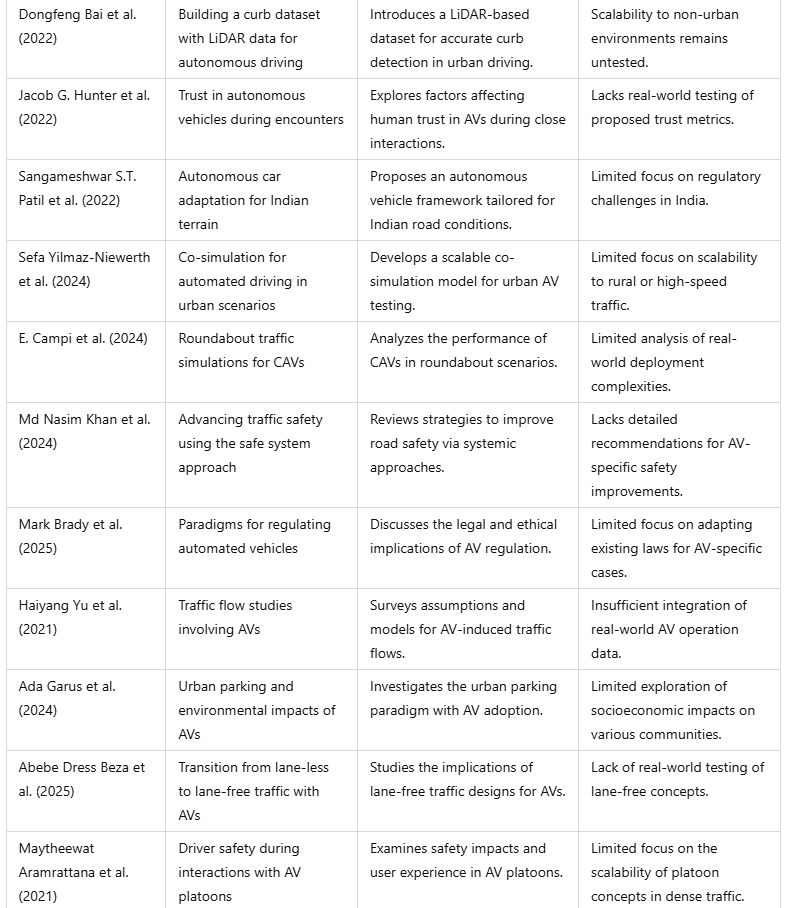 Dongfeng Bai et al.
(2022)
Building a curb dataset
with LiDAR data for
autonomous driving
Introduces a LiDAR-based
dataset for accurate curb
detection in urban driving.
Scalability to non-urban
environments remains
untested.
Jacob G. Hunter et al.
(2022)
Trust in autonomous
vehicles during encounters
Explores factors affecting
human trust in AVs during close
interactions.
Lacks real-world testing of
proposed trust metrics.
Sangameshwar S.T.
Patil et al. (2022)
Autonomous car
adaptation for Indian
terrain
Proposes an autonomous
vehicle framework tailored for
Indian road conditions.
Limited focus on regulatory
challenges in India.
Sefa Yilmaz-Niewerth
et al. (2024)
Co-simulation for
automated driving in
urban scenarios
Develops a scalable co-
simulation model for urban AV
testing.
Limited focus on scalability
to rural or high-speed
traffic.
E. Campi et al. (2024)
Roundabout traffic
simulations for CAVs
Analyzes the performance of
CAVs in roundabout scenarios.
Limited analysis of real-
world deployment
complexities.
Md Nasim Khan et al.
(2024)
Advancing traffic safety
using the safe system
approach
Reviews strategies to improve
road safety via systemic
approaches.
Lacks detailed
recommendations for AV-
specific safety
improvements.
Mark Brady et al.
(2025)
Paradigms for regulating
automated vehicles
Discusses the legal and ethical
implications of AV regulation.
Limited focus on adapting
existing laws for AV-specific
cases.
Haiyang Yu et al.
(2021)
Traffic flow studies
involving AVs
Surveys assumptions and
models for AV-induced traffic
flows.
Insufficient integration of
real-world AV operation
data.
Ada Garus et al.
(2024)
Urban parking and
environmental impacts of
AVs
Investigates the urban parking
paradigm with AV adoption.
Limited exploration of
socioeconomic impacts on
various communities.
Abebe Dress Beza et
al. (2025)
Transition from lane-less
to lane-free traffic with
AVs
Studies the implications of
lane-free traffic designs for AVs.
Lack of real-world testing of
lane-free concepts.
Maytheewat
Aramrattana et al.
(2021)
Driver safety during
interactions with AV
platoons
Examines safety impacts and
user experience in AV platoons.
Limited focus on the
scalability of platoon
concepts in dense traffic.